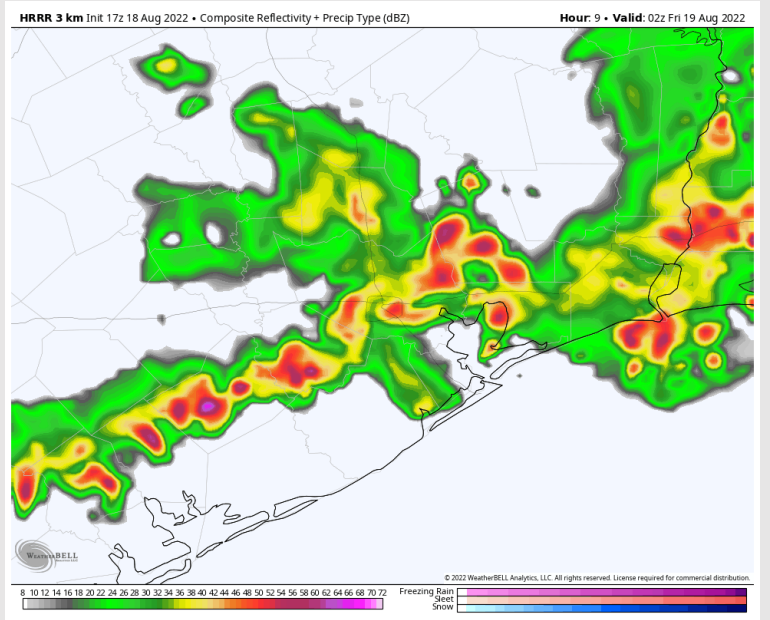 HRRR 3 km Init 17z 18 Aug 2022 • Composite Reflectivity + Precip Type (dBZ)
Hour: 9 • Valid: 02z Fri 19 Aug 2022
WEATHERBELL
© 2022 WeatherBELL Analytics, LLC. All rights reserved. License required for commercial distribution.
8 10 12 14 16 18 20 22 24 26 28 30 32 34 36 38 40 42 44 46 48 50 52 54 56 58 60 62 64 66 68 70 72
Freezing Rain
Sleet
Snow